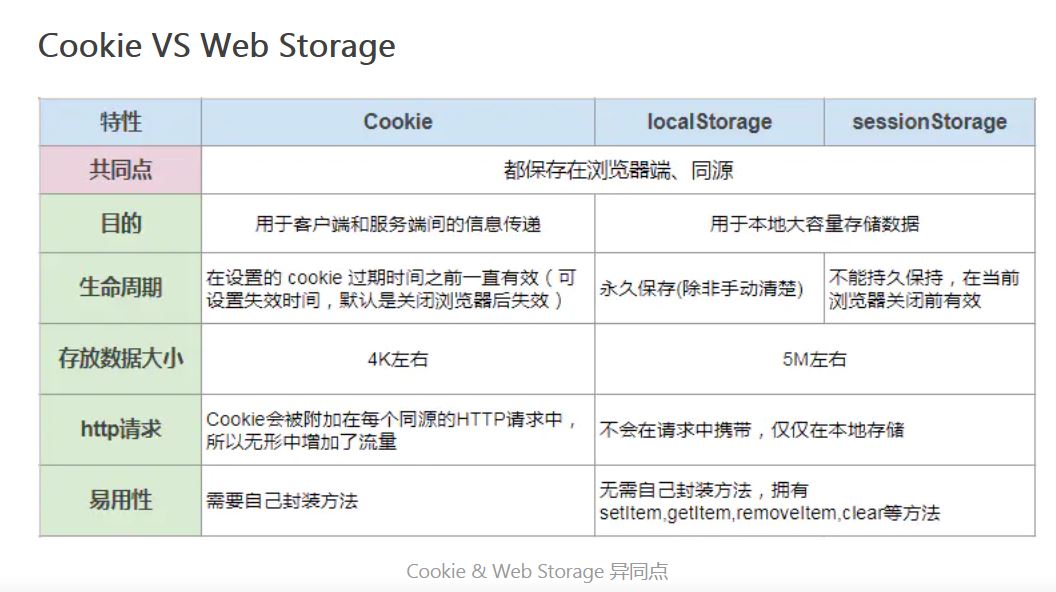 Cookie VS Web Storage
特性 Cookie localStorage sessionStorage
共同点 都保存在浏览器端、同源
目的 用于客户端和服务端间的信息传递 用于本地大容量存储数据
生命周期
在设置的 cookie 过期时间之前一直有效（可
设置失效时间，默认是关闭浏览器后失效）
永久保存(除非手动清楚)
不能持久保持，在当前
浏览器关闭前有效
存放数据大小 4K左右 5M左右
http请求
Cookie会被附加在每个同源的HTTP请求中，
所以无形中增加了流量
不会在请求中携带，仅仅在本地存储
易用性
需要自己封装方法
无需自己封装方法，拥有
setItem,getItem,removeItem,clear等方法
Cookie & Web Storage 异同点